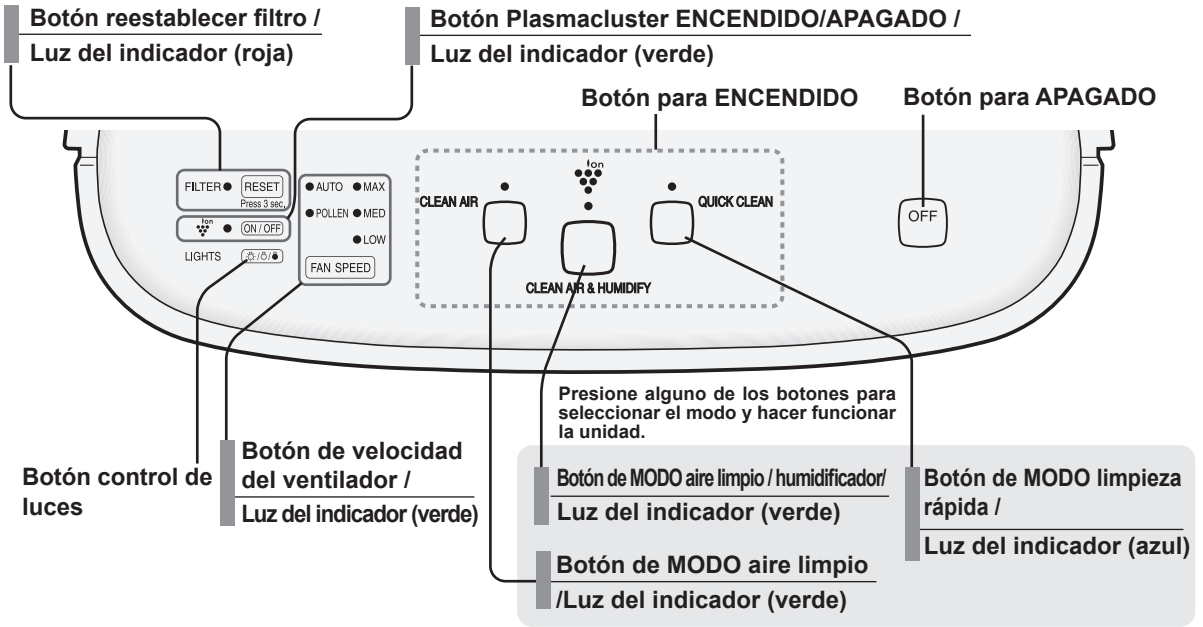 Botón reestablecer filtro /
Luz del indicador (roja)
Botón Plasmacluster ENCENDIDO/APAGADO /
Luz del indicador (verde)
Botón para ENCENDIDO
Botón para APAGADO
FILTER
RESET
Press 3 sec.
ion
ON / OFF
LIGHTS
AUTO
MAX
POLLEN
MED
LOW
FAN SPEED
CLEAN AIR
ion
CLEAN AIR & HUMIDIFY
QUICK CLEAN
OFF
Presione alguno de los botones para
seleccionar el modo y hacer funcionar
la unidad.
Botón control de
luces
Botón de velocidad
del ventilador /
Luz del indicador (verde)
Botón de MODO aire limpio / humidificador/
Luz del indicador (verde)
Botón de MODO aire limpio
/Luz del indicador (verde)
Botón de MODO limpieza
rápida /
Luz del indicador (azul)